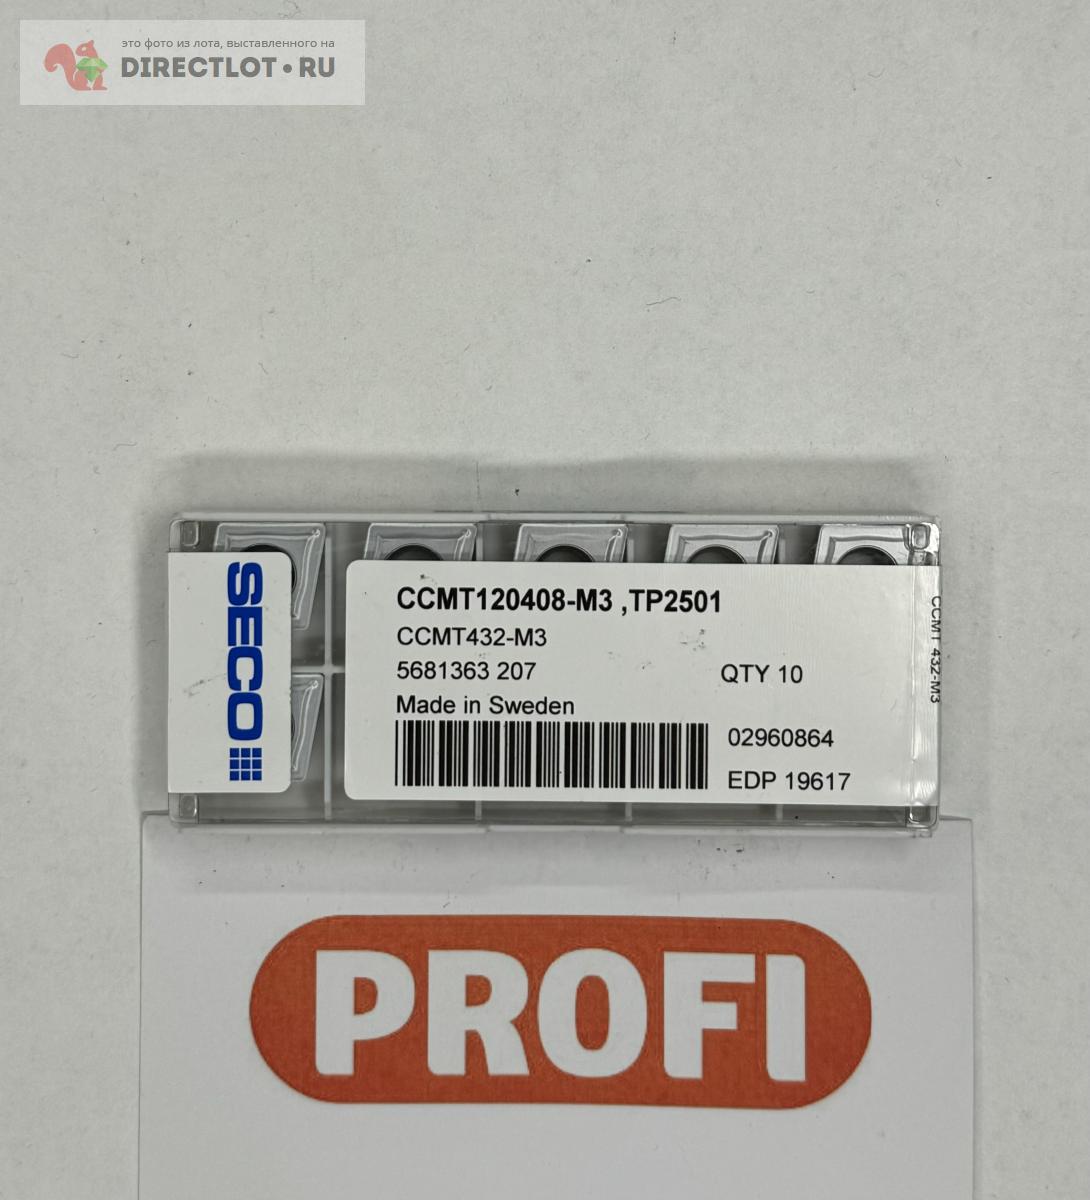 это фото из лота, выставленного на
DIRECTLOT•RU
SECO
CCMT120408-M3 ,TP2501
CCMT432-M3
5681363 207
QTY 10
Made in Sweden
02960864
EDP 19617
CCMT 432-M3
PROFI